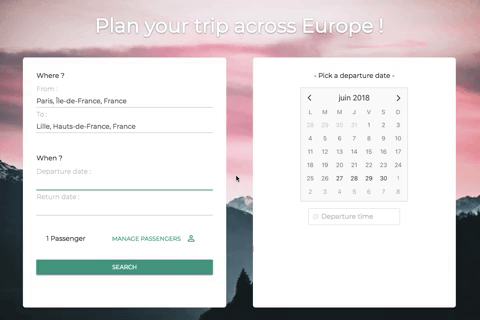 Plan your trip across Europe !
Where ?
From :
Paris, Île-de-France, France
To :
Lille, Hauts-de-France, France
When ?
Departure date :
Return date :
1 Passenger
MANAGE PASSENGERS
SEARCH
- Pick a departure date -
juin 2018
L M M J V S D
28 29 30 31 1 2 3
4 5 6 7 8 9 10
11 12 13 14 15 16 17
18 19 20 21 22 23 24
25 26 27 28 29 30 1
2 3 4 5 6 7 8
Departure time